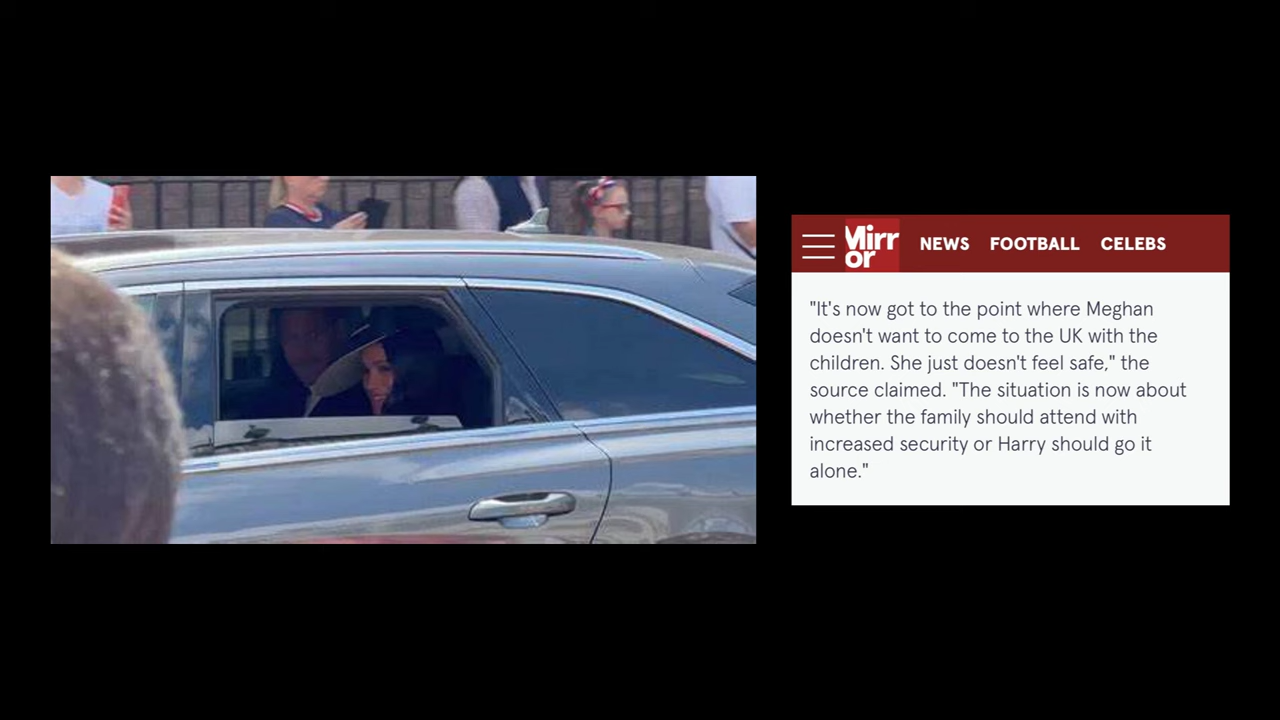 Mirr
or
NEWS FOOTBALL CELEBS
"It's now got to the point where Meghan
doesn't want to come to the UK with the
children. She just doesn't feel safe," the
source claimed. "The situation is now about
whether the family should attend with
increased security or Harry should go it
alone."